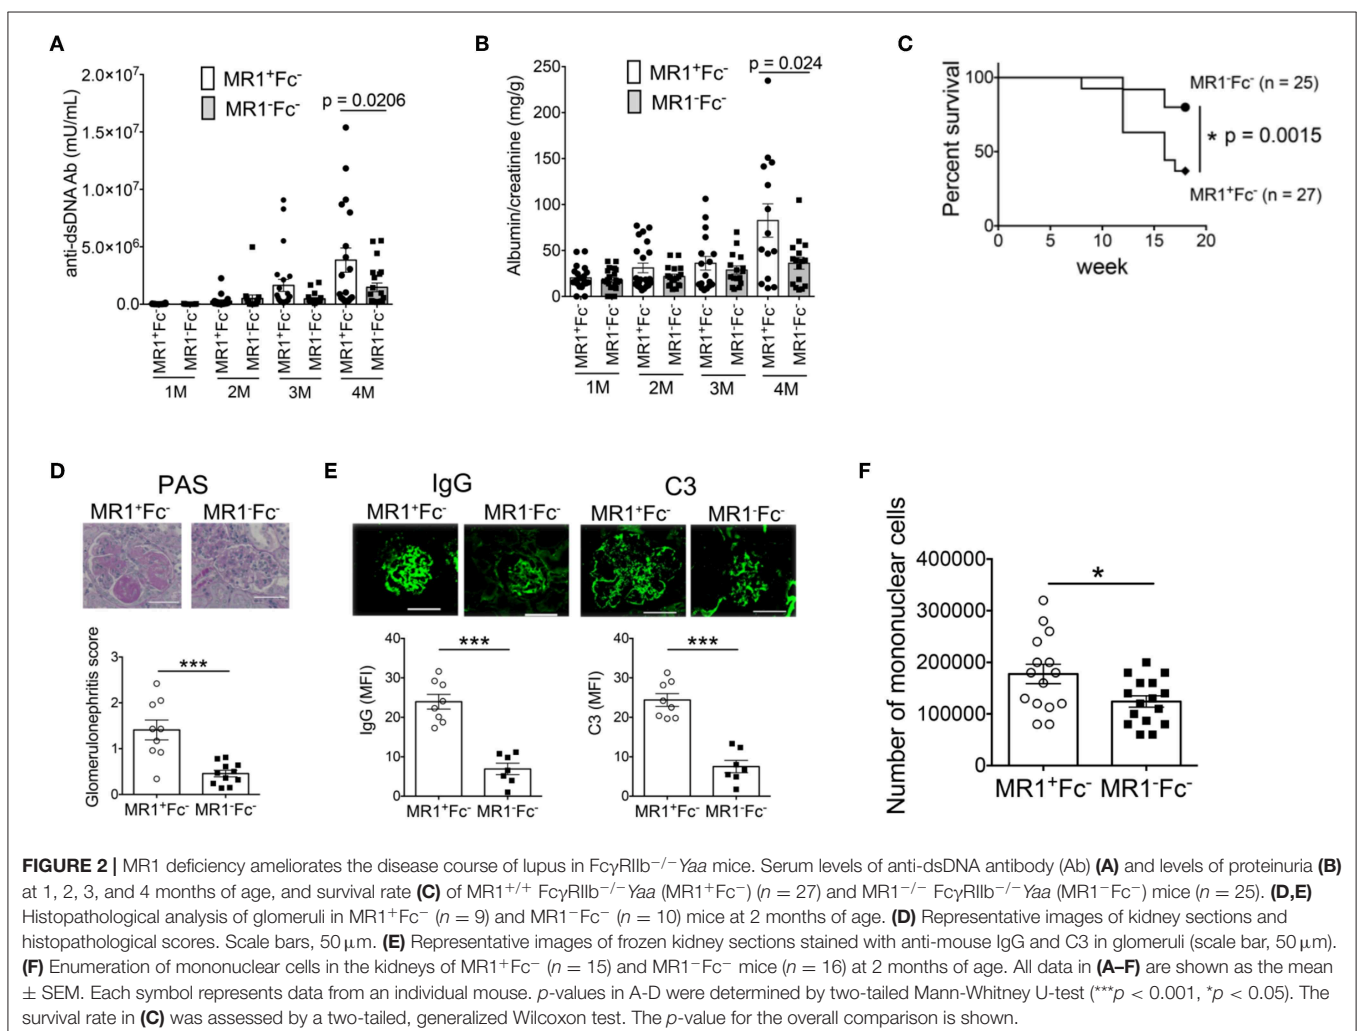 A
2.0×10⁷
1.5×10⁷
1.0×10⁷
5.0×10⁶
0.0
anti-dsDNA Ab (mU/mL)
MR1⁺Fc⁻
MR1⁻Fc⁻
p = 0.0206
MR1⁺Fc⁻
MR1⁻Fc⁻
MR1⁺Fc⁻
MR1⁻Fc⁻
MR1⁺Fc⁻
MR1⁻Fc⁻
MR1⁺Fc⁻
MR1⁻Fc⁻
1M 2M 3M 4M
B
250
200
150
100
50
0
Albumin/creatinine (mg/g)
MR1⁺Fc⁻
MR1⁻Fc⁻
p = 0.024
MR1⁺Fc⁻
MR1⁻Fc⁻
MR1⁺Fc⁻
MR1⁻Fc⁻
MR1⁺Fc⁻
MR1⁻Fc⁻
MR1⁺Fc⁻
MR1⁻Fc⁻
1M 2M 3M 4M
C
100
50
0
Percent survival
MR1⁻Fc⁻ (n = 25)
* p = 0.0015
MR1⁺Fc⁻ (n = 27)
0 5 10 15 20
week
D
PAS
MR1⁺Fc⁻ MR1⁻Fc⁻
3
2
1
0
Glomerulonephritis score
***
MR1⁺Fc⁻ MR1⁻Fc⁻
E
IgG
MR1⁺Fc⁻ MR1⁻Fc⁻
40
30
20
10
0
IgG (MFI)
***
MR1⁺Fc⁻ MR1⁻Fc⁻
C3
MR1⁺Fc⁻ MR1⁻Fc⁻
40
30
20
10
0
C3 (MFI)
***
MR1⁺Fc⁻ MR1⁻Fc⁻
F
400000
300000
200000
100000
0
Number of mononuclear cells
*
MR1⁺Fc⁻ MR1⁻Fc⁻
FIGURE 2 | MR1 deficiency ameliorates the disease course of lupus in FcγRIIb⁻/⁻Yaa mice. Serum levels of anti-dsDNA antibody (Ab) (A) and levels of proteinuria (B)
at 1, 2, 3, and 4 months of age, and survival rate (C) of MR1⁺/⁺ FcγRIIb⁻/⁻Yaa (MR1⁺Fc⁻) (n = 27) and MR1⁻/⁻ FcγRIIb⁻/⁻Yaa (MR1⁻Fc⁻) mice (n = 25). (D,E)
Histopathological analysis of glomeruli in MR1⁺Fc⁻ (n = 9) and MR1⁻Fc⁻ (n = 10) mice at 2 months of age. (D) Representative images of kidney sections and
histopathological scores. Scale bars, 50 μm. (E) Representative images of frozen kidney sections stained with anti-mouse IgG and C3 in glomeruli (scale bar, 50 μm).
(F) Enumeration of mononuclear cells in the kidneys of MR1⁺Fc⁻ (n = 15) and MR1−Fc⁻ mice (n = 16) at 2 months of age. All data in (A–F) are shown as the mean
± SEM. Each symbol represents data from an individual mouse. p-values in A-D were determined by two-tailed Mann-Whitney U-test (***p < 0.001, *p < 0.05). The
survival rate in (C) was assessed by a two-tailed, generalized Wilcoxon test. The p-value for the overall comparison is shown.